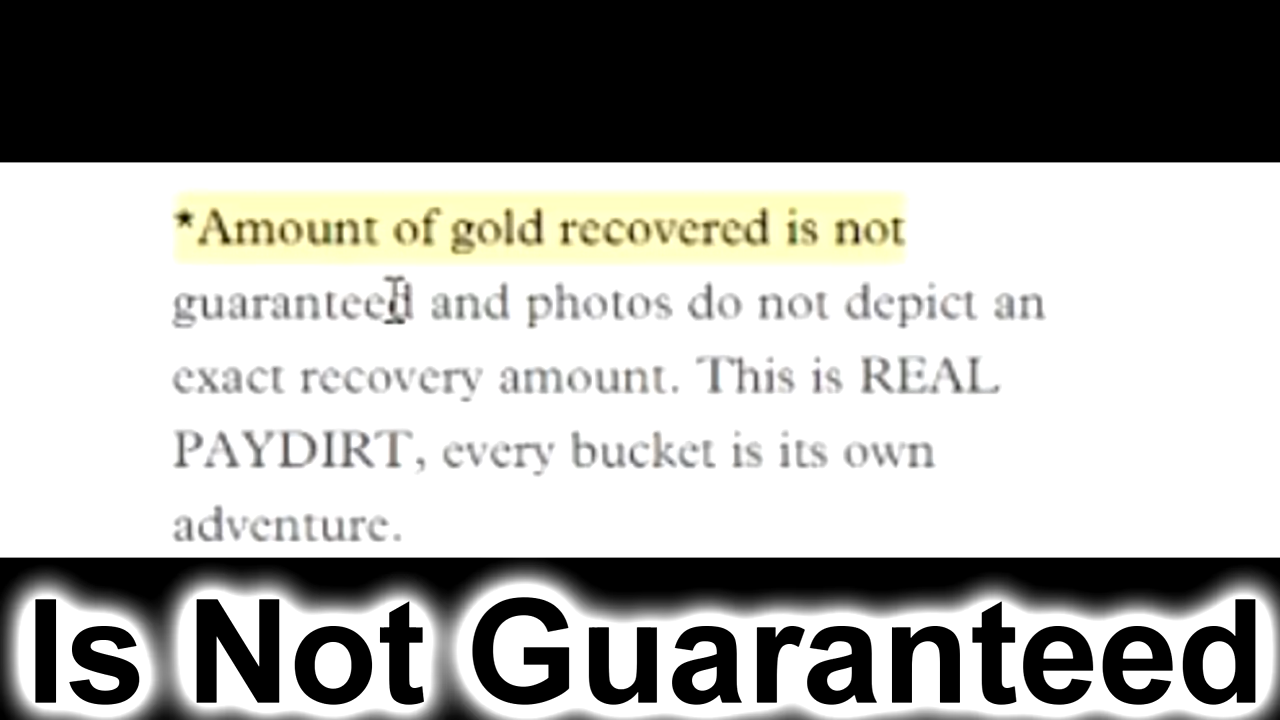 *Amount of gold recovered is not
guaranteed and photos do not depict an
exact recovery amount. This is REAL
PAYDIRT, every bucket is its own
adventure.
Is Not Guaranteed